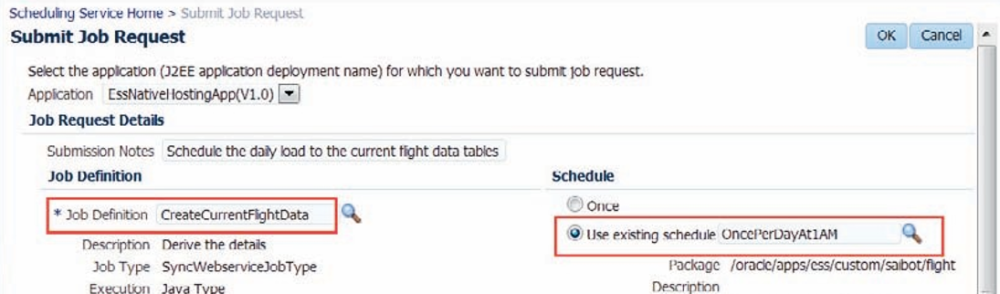 Scheduling Service Home > Submit Job Request
Submit Job Request
OK Cancel
Select the application (J2EE application deployment name) for which you want to submit job request.
Application EssNativeHostingApp(V1.0)
Job Request Details
Submission Notes Schedule the daily load to the current flight data tables
Job Definition
* Job Definition CreateCurrentFlightData
Description Derive the details
Job Type SyncWebserviceJobType
Execution Java Type
Schedule
Once
Use existing schedule OncePerDayAt1AM
Package /oracle/apps/ess/custom/saibot/flight
Description